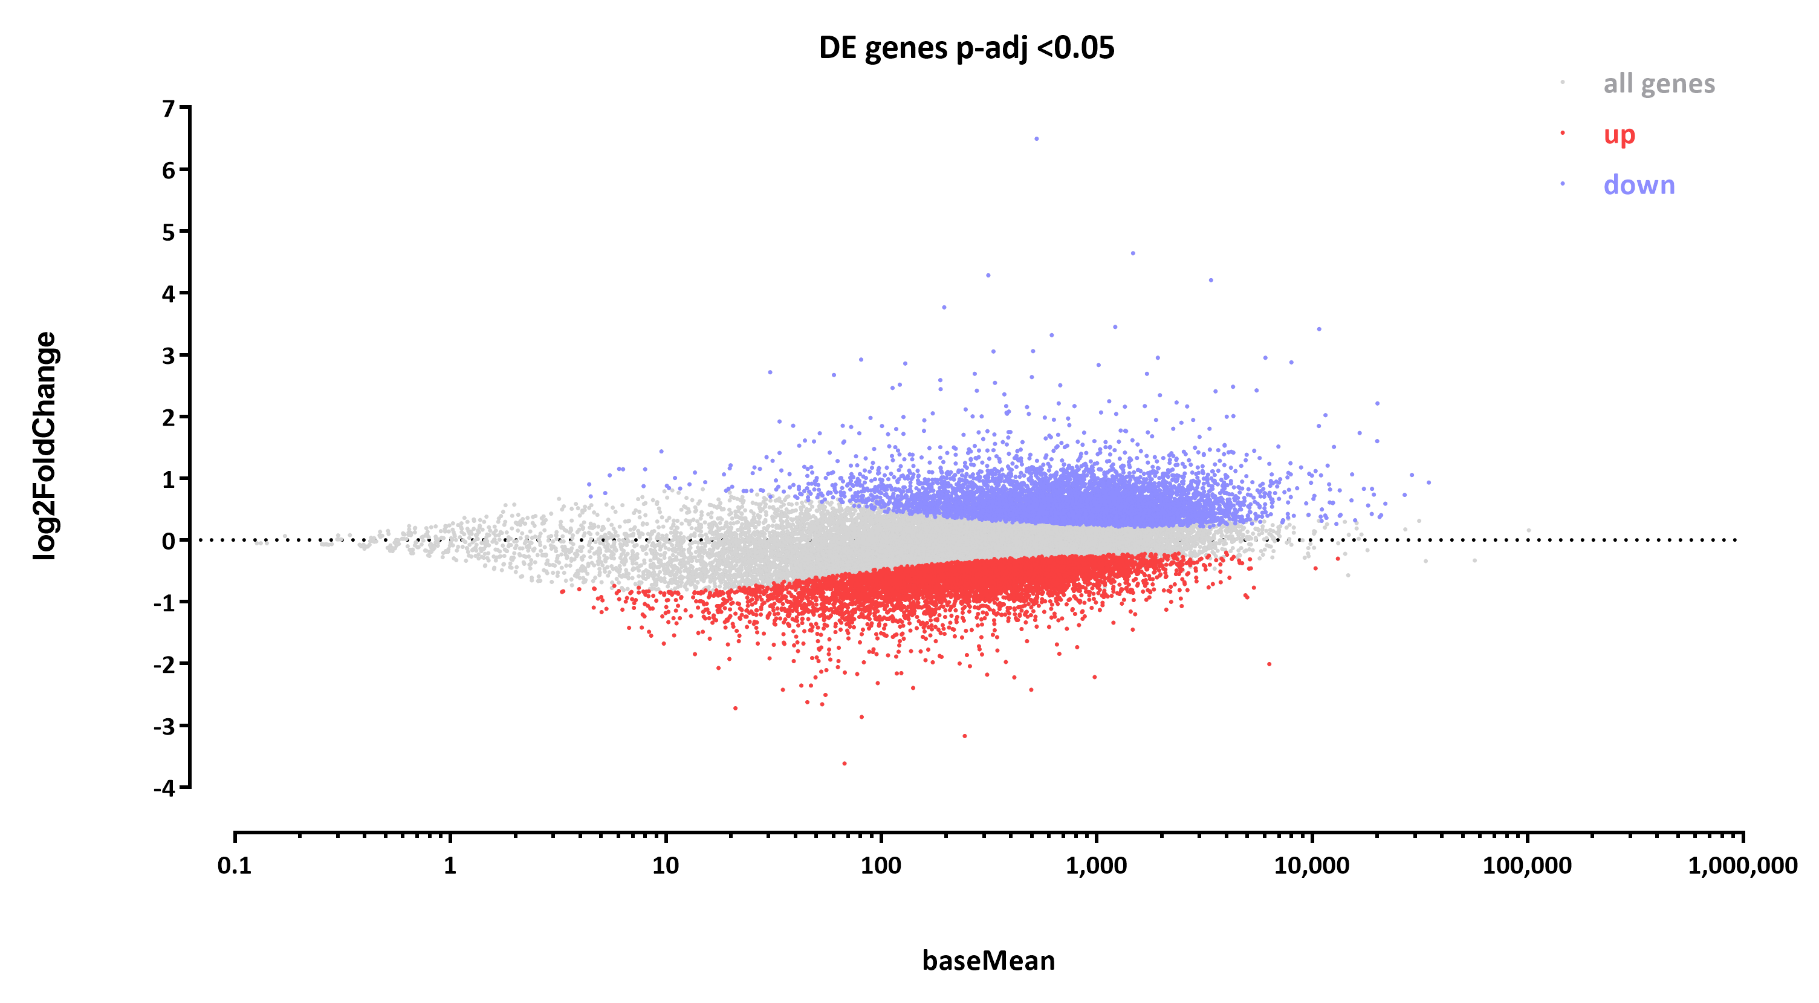 DE genes p-adj <0.05
all genes
up
down
log2FoldChange
7
6
5
4
3
2
1
0
-1
-2
-3
-4
0.1 1 10 100 1,000 10,000 100,000 1,000,000
baseMean